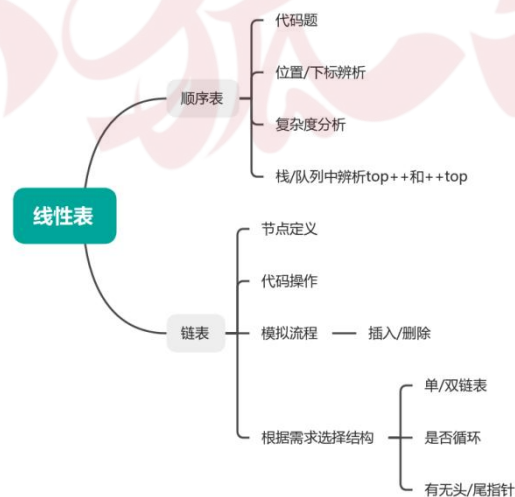 线性表
顺序表
代码题
位置/下标辨析
复杂度分析
栈/队列中辨析top++和++top
链表
节点定义
代码操作
模拟流程
插入/删除
根据需求选择结构
单/双链表
是否循环
有无头/尾指针